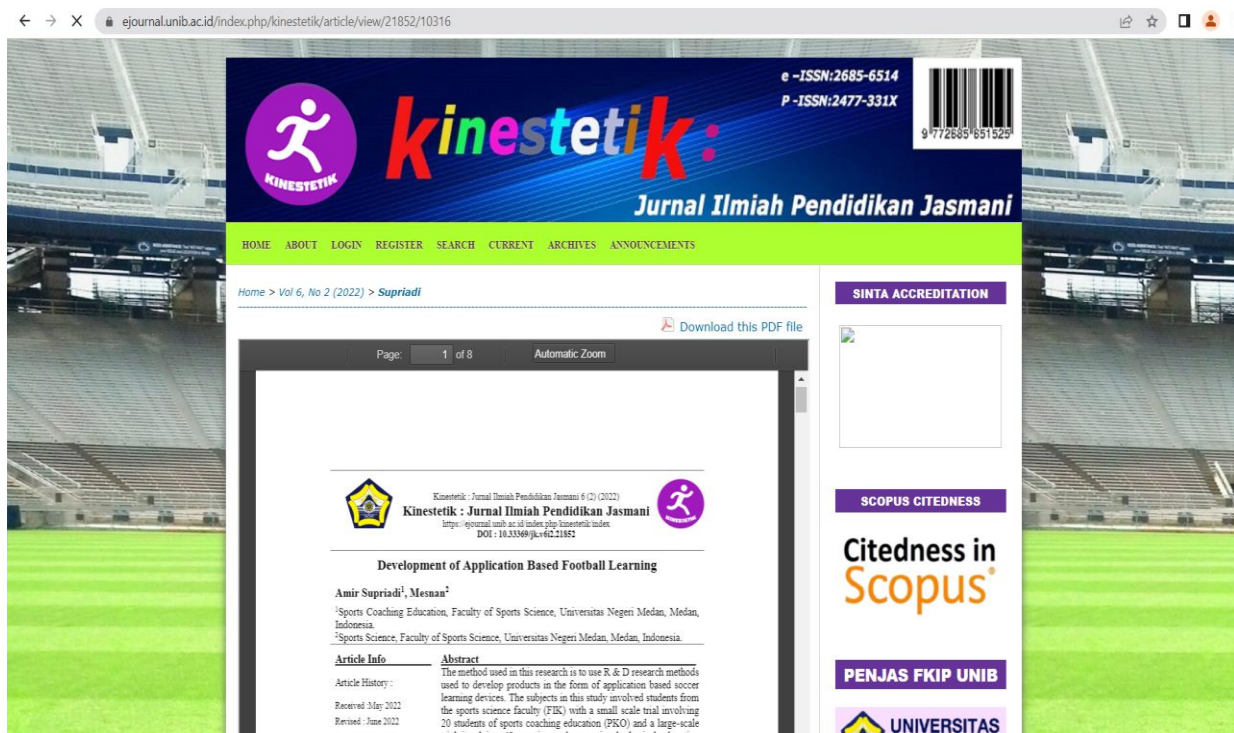 ejournal.unib.ac.id/index.php/kinestetik/article/view/21852/10316
e –ISSN:2685-6514
P -ISSN:2477-331X
9 772685 651525
KINESTETIK
kinestetik:
Jurnal Ilmiah Pendidikan Jasmani
HOME ABOUT LOGIN REGISTER SEARCH CURRENT ARCHIVES ANNOUNCEMENTS
Home > Vol 6, No 2 (2022) > Supriadi
Download this PDF file
Page: 1 of 8 Automatic Zoom
Kinestetik : Jurnal Ilmiah Pendidikan Jasmani 6 (2) (2022)
Kinestetik : Jurnal Ilmiah Pendidikan Jasmani
https://ejournal.unib.ac.id/index.php/kinestetik/index
DOI : 10.33369/jk.v6i2.21852
KINESTETIK
Development of Application Based Football Learning
Amir Supriadi1, Mesnan2
1Sports Coaching Education, Faculty of Sports Science, Universitas Negeri Medan, Medan,
Indonesia.
2Sports Science, Faculty of Sports Science, Universitas Negeri Medan, Medan, Indonesia.
Article Info
Article History :
Received :May 2022
Revised : June 2022
Abstract
The method used in this research is to use R & D research methods
used to develop products in the form of application based soccer
learning devices. The subjects in this study involved students from
the sports science faculty (FIK) with a small scale trial involving
20 students of sports coaching education (PKO) and a large-scale
SINTA ACCREDITATION
SCOPUS CITEDNESS
Citedness in
Scopus
PENJAS FKIP UNIB
UNIVERSITAS